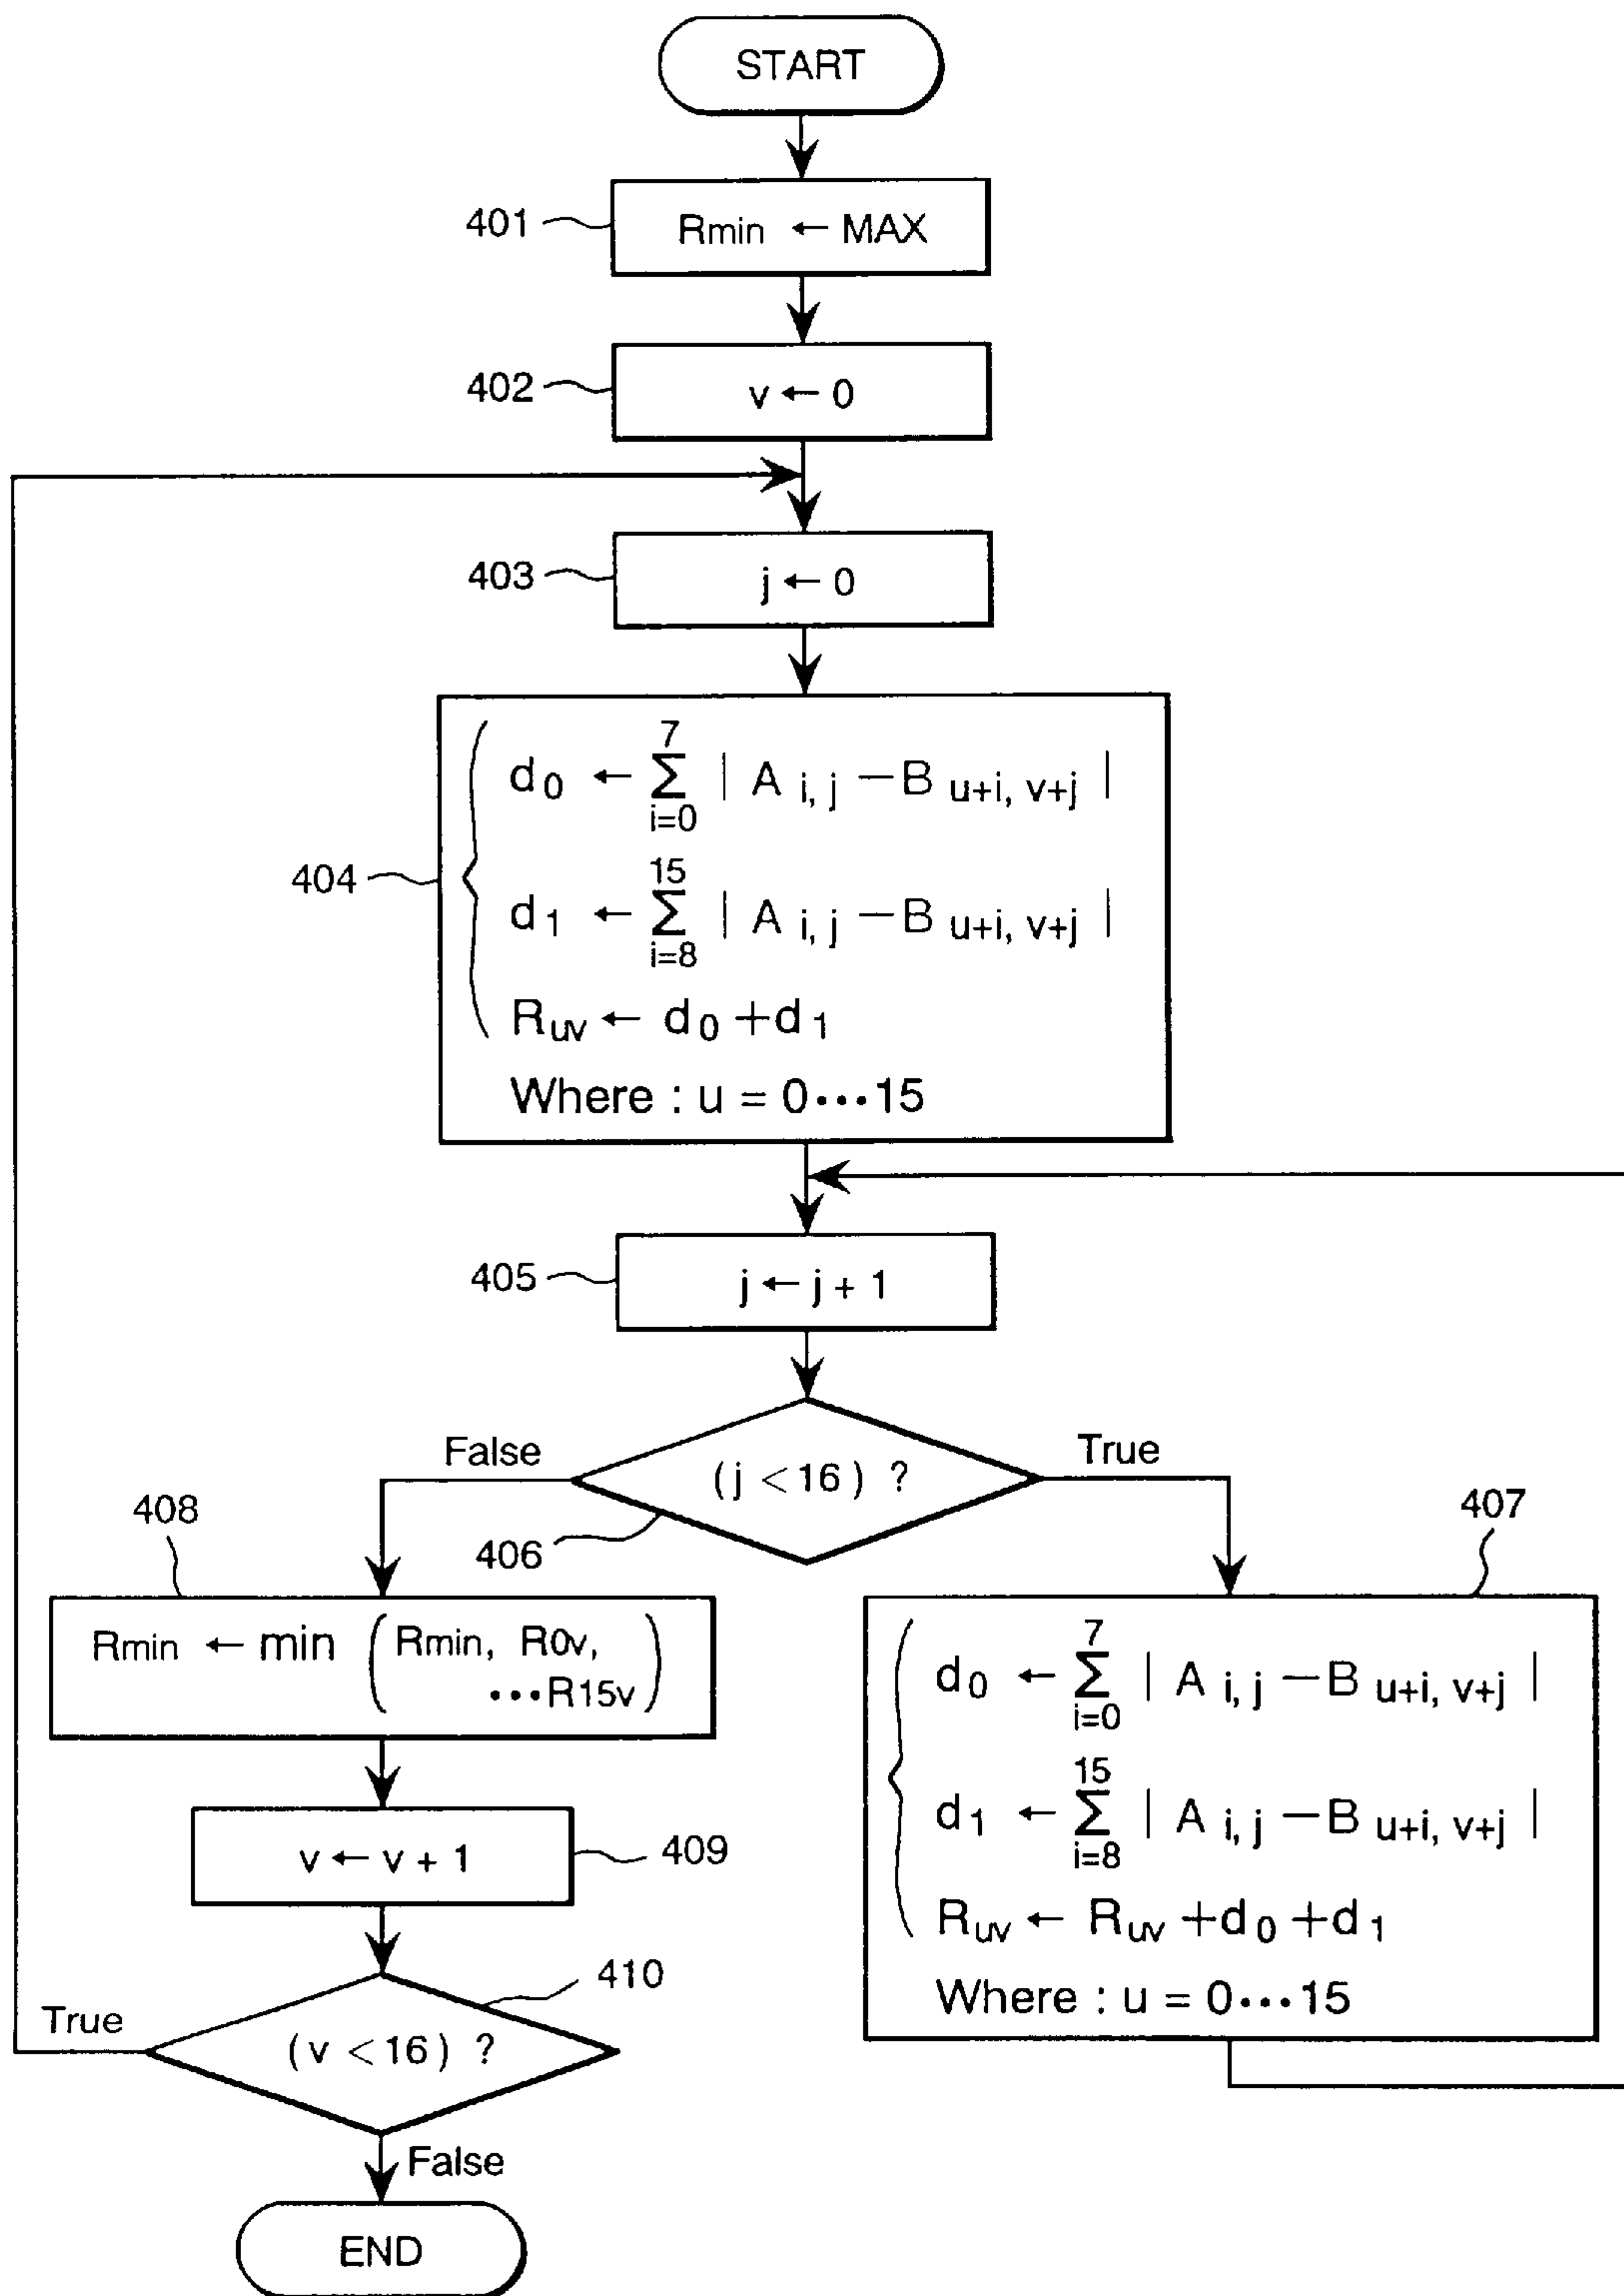 START
401
Rmin ← MAX
402
v ← 0
403
j ← 0
404
d0 ← Σ i=0 7 | A i, j − B u+i, v+j |
d1 ← Σ i=8 15 | A i, j − B u+i, v+j |
Ruv ← d0 + d1
Where : u = 0•••15
405
j ← j + 1
406
( j < 16 ) ?
False
True
408
Rmin ← min ( Rmin, R0v,
•••R15v )
407
d0 ← Σ i=0 7 | A i, j − B u+i, v+j |
d1 ← Σ i=8 15 | A i, j − B u+i, v+j |
Ruv ← Ruv + d0 + d1
Where : u = 0•••15
409
v ← v + 1
410
( v < 16 ) ?
True
False
END